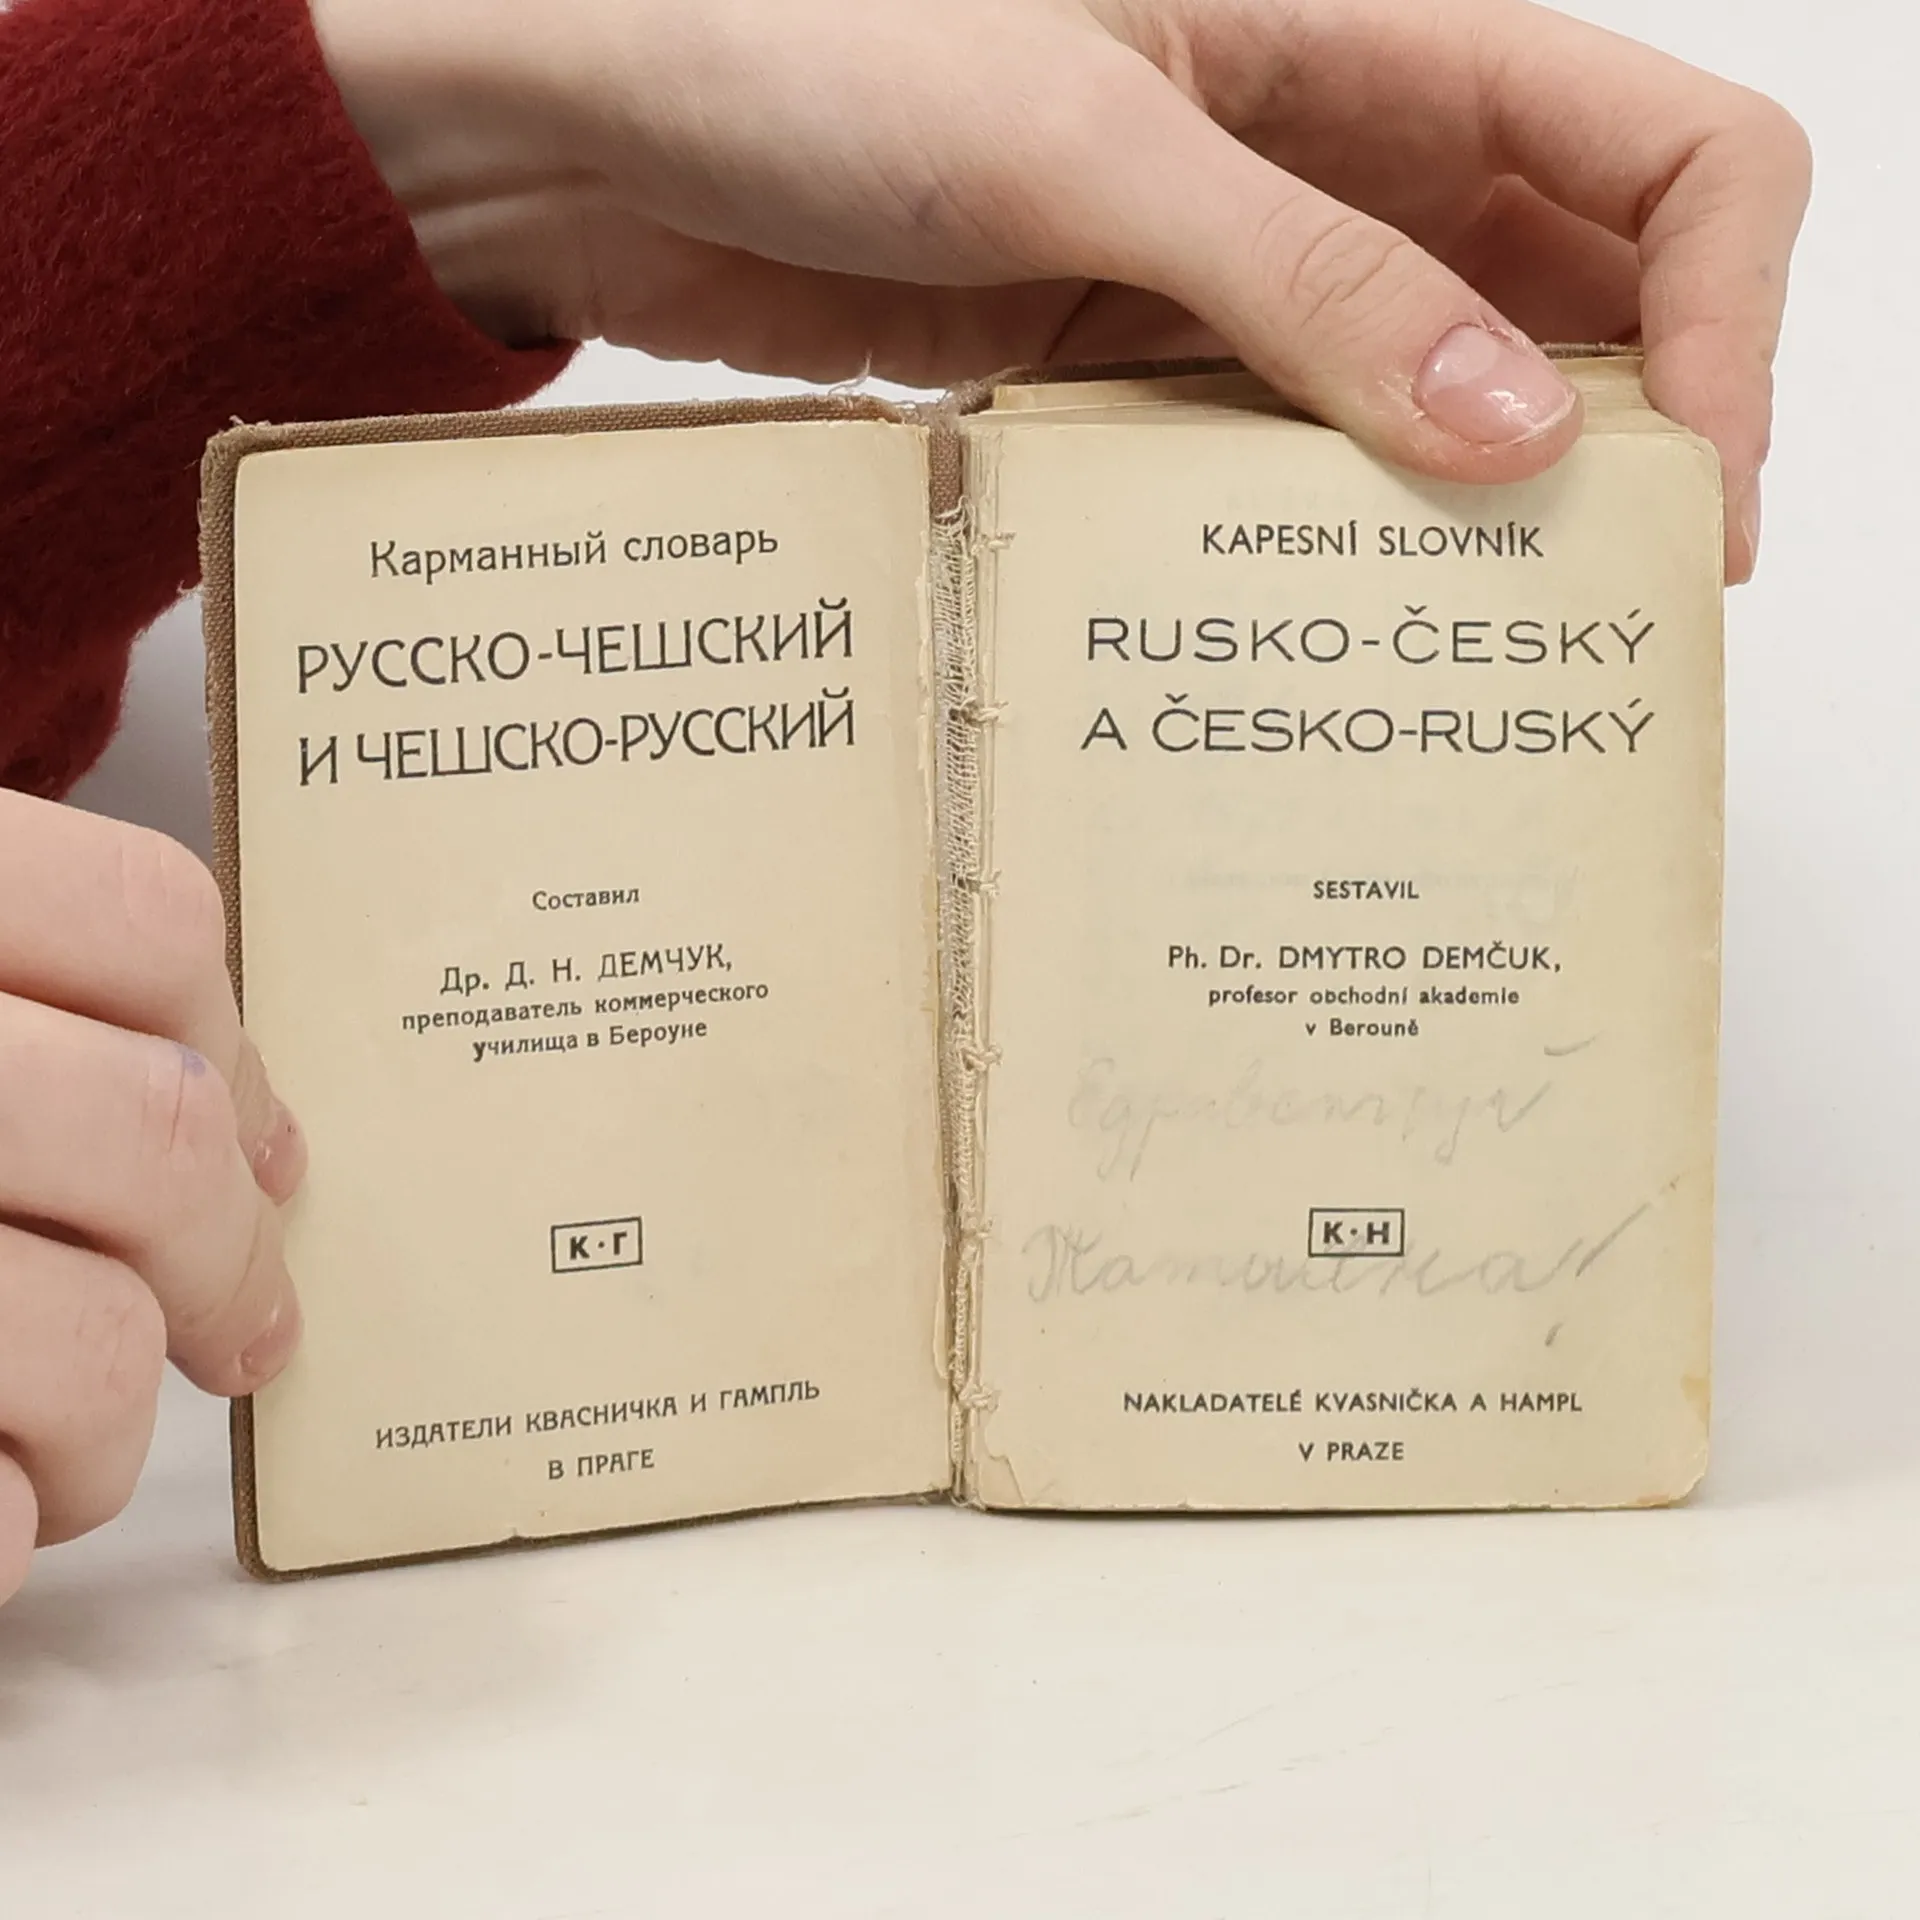 Карманный словарь
РУССКО-ЧЕШСКИЙ
И ЧЕШСКО-РУССКИЙ
Составил
Др. Д. Н. ДЕМЧУК,
преподаватель коммерческого
училища в Бероуне
К·Г
ИЗДАТЕЛИ КВАСНИЧКА И ГАМПЛЬ
В ПРАГЕ
KAPESNÍ SLOVNÍK
RUSKO-ČESKÝ
A ČESKO-RUSKÝ
SESTAVIL
Ph. Dr. DMYTRO DEMČUK,
profesor obchodní akademie
v Berouně
K·H
NAKLADATELÉ KVASNIČKA A HAMPL
V PRAZE